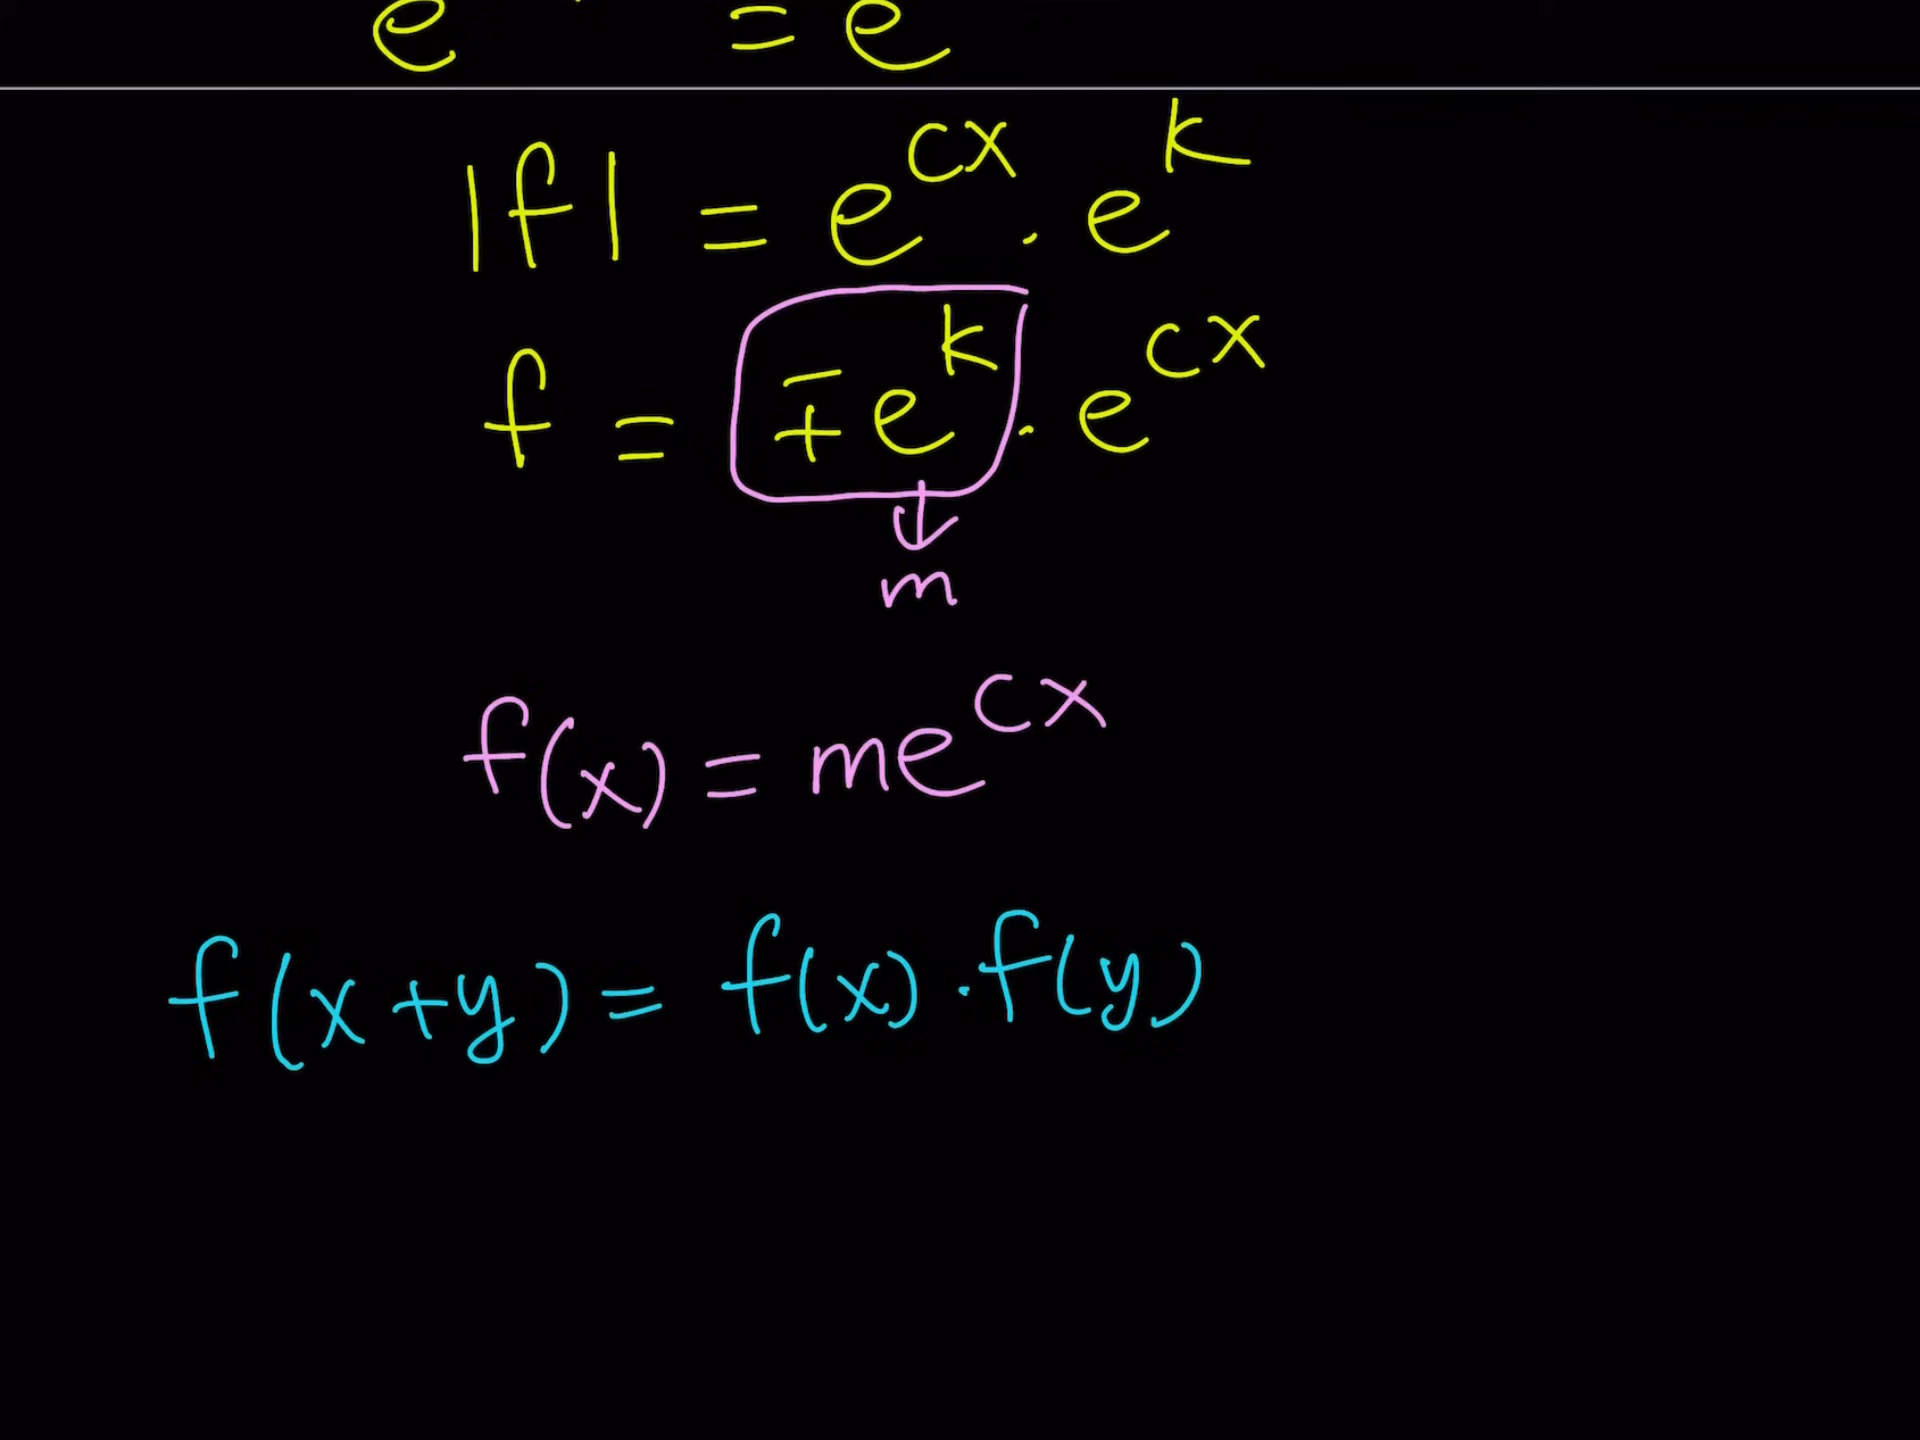 e = e
|f| = e^{cx} . e^{k}
f = ∓e^{k} . e^{cx}
↓
m
f(x) = me^{cx}
f(x+y) = f(x) . f(y)